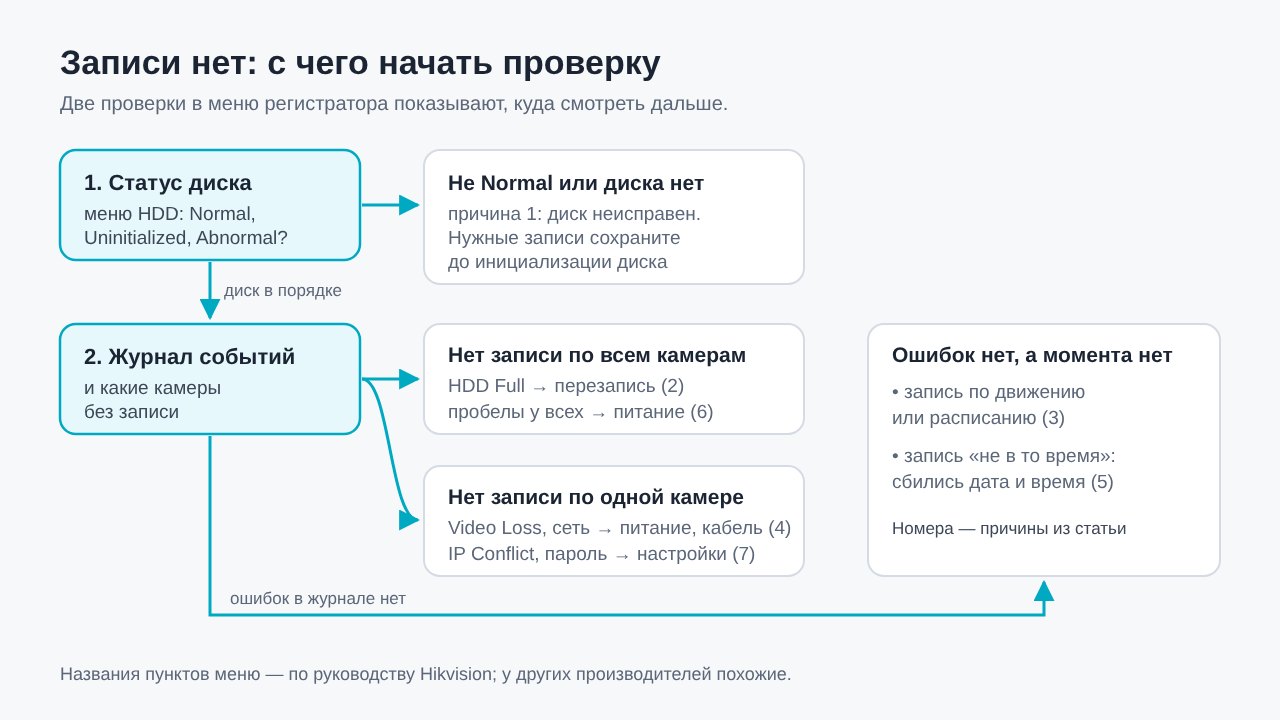 Записи нет: с чего начать проверку
Две проверки в меню регистратора показывают, куда смотреть дальше.
1. Статус диска
меню HDD: Normal,
Uninitialized, Abnormal?
Не Normal или диска нет
причина 1: диск неисправен.
Нужные записи сохраните
до инициализации диска
диск в порядке
2. Журнал событий
и какие камеры
без записи
Нет записи по всем камерам
HDD Full → перезапись (2)
пробелы у всех → питание (6)
Нет записи по одной камере
Video Loss, сеть → питание, кабель (4)
IP Conflict, пароль → настройки (7)
Ошибок нет, а момента нет
• запись по движению
или расписанию (3)
• запись «не в то время»:
сбились дата и время (5)
Номера — причины из статьи
ошибок в журнале нет
Названия пунктов меню — по руководству Hikvision; у других производителей похожие.